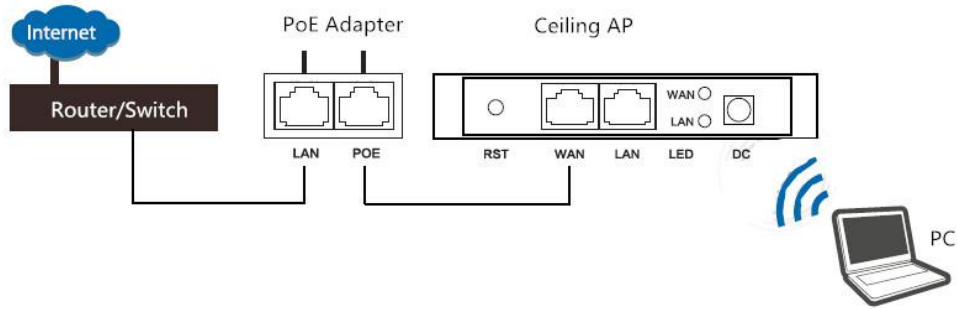 Internet
PoE Adapter
Ceiling AP
Router/Switch
WAN
LAN
LAN
POE
RST
WAN
LAN
LED
DC
PC